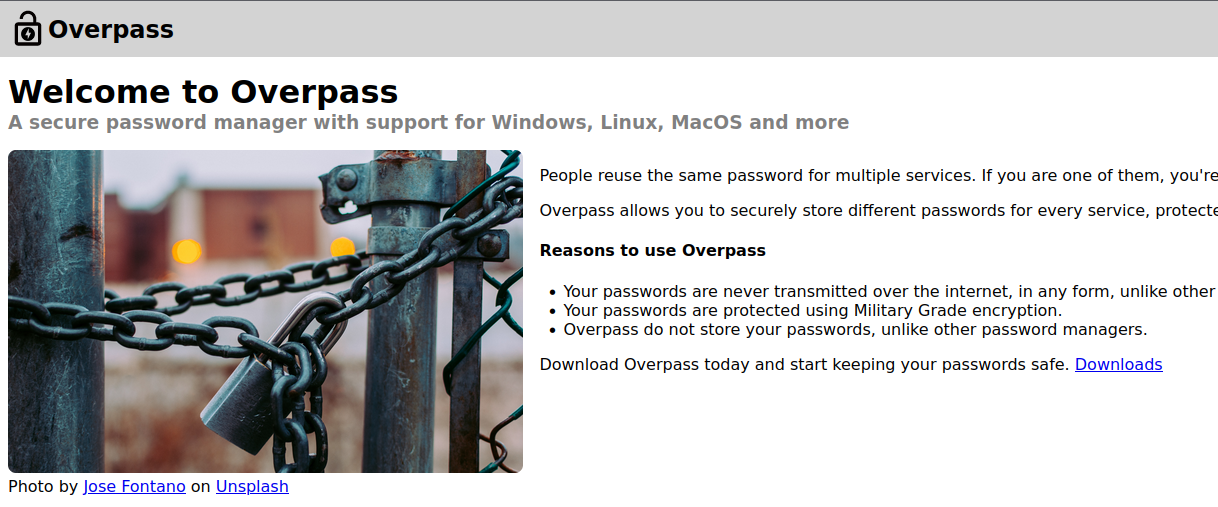 Overpass
Welcome to Overpass
A secure password manager with support for Windows, Linux, MacOS and more
People reuse the same password for multiple services. If you are one of them, you're
Overpass allows you to securely store different passwords for every service, protecte
Reasons to use Overpass
• Your passwords are never transmitted over the internet, in any form, unlike other
• Your passwords are protected using Military Grade encryption.
• Overpass do not store your passwords, unlike other password managers.
Download Overpass today and start keeping your passwords safe. Downloads
Photo by Jose Fontano on Unsplash